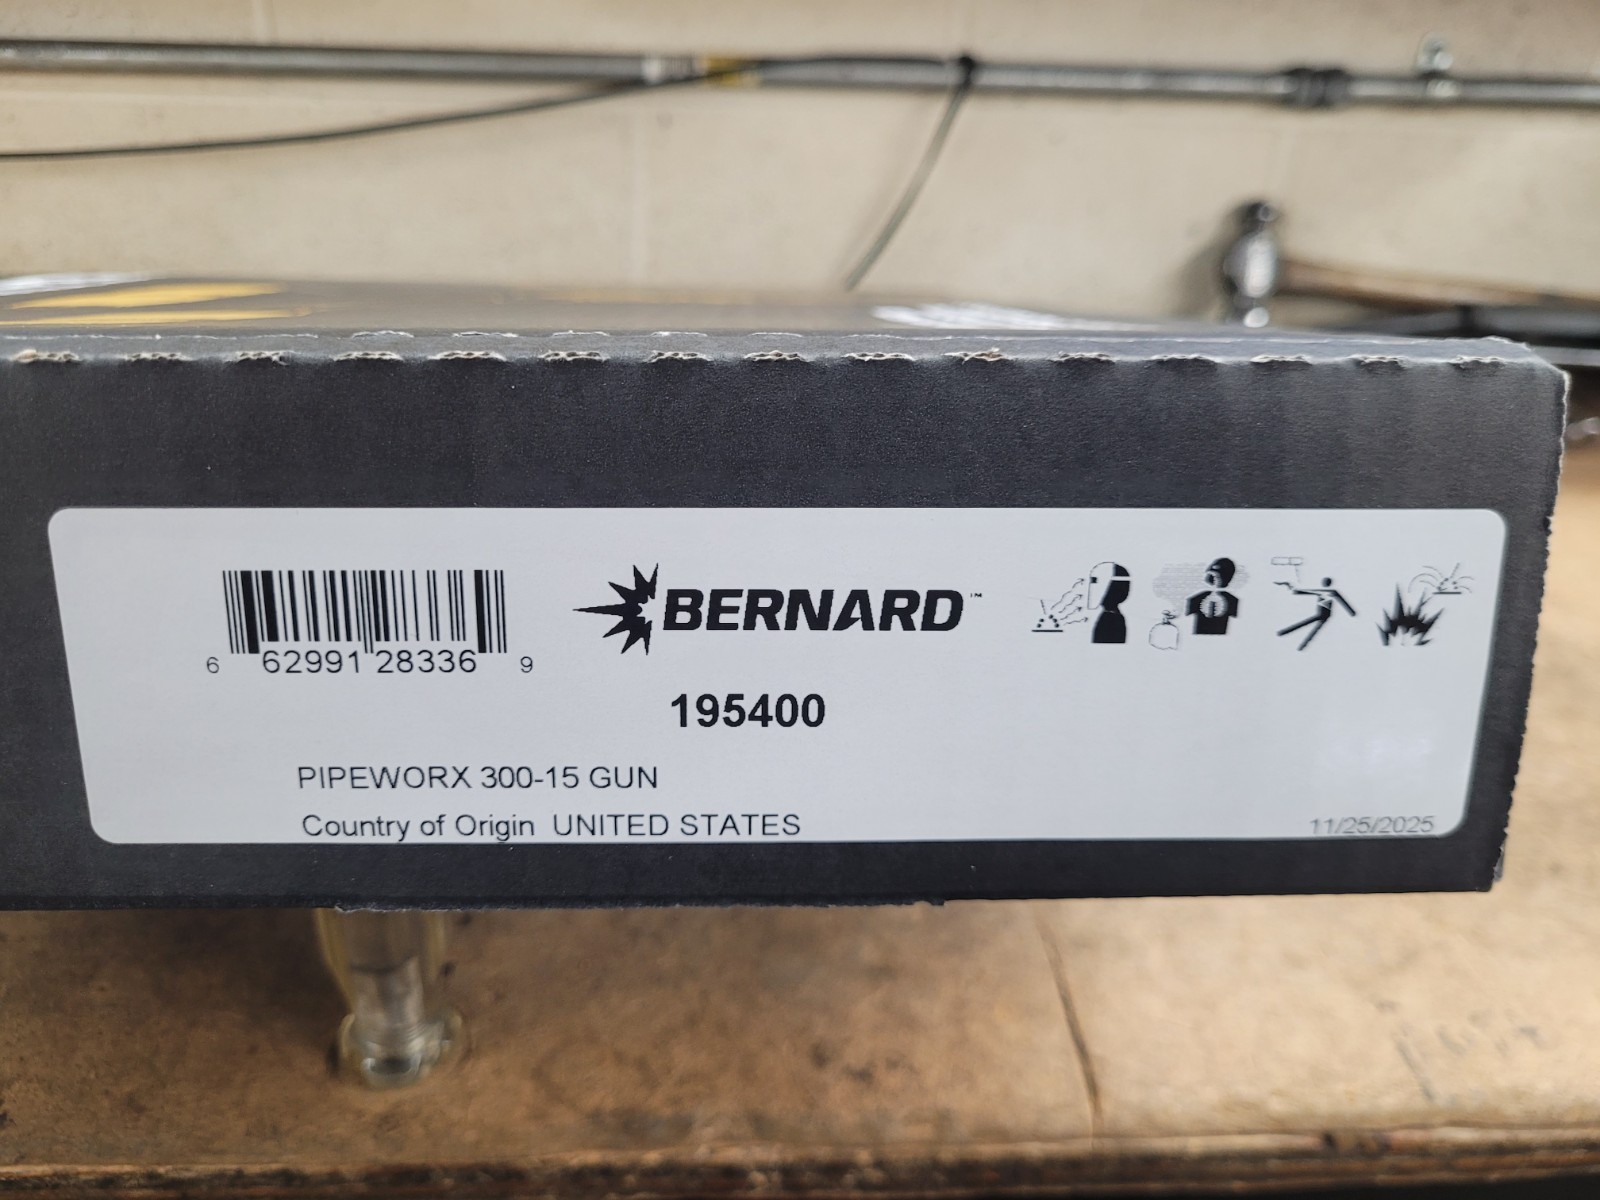 6 62991 28336 9
BERNARD™
195400
PIPEWORX 300-15 GUN
Country of Origin UNITED STATES
11/25/2025